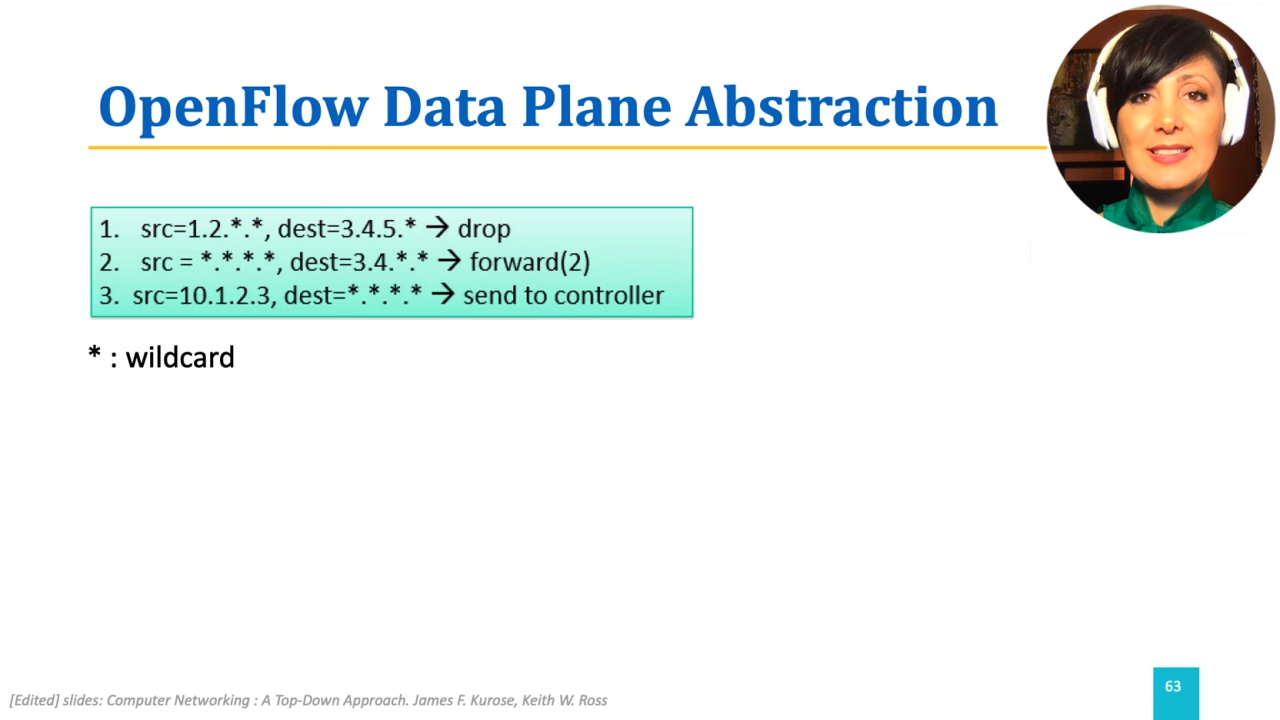 OpenFlow Data Plane Abstraction
1. src=1.2.*.*, dest=3.4.5.* → drop
2. src = *.*.*.*, dest=3.4.*.* → forward(2)
3. src=10.1.2.3, dest=*.*.*.* → send to controller
* : wildcard
[Edited] slides: Computer Networking : A Top-Down Approach. James F. Kurose, Keith W. Ross
63